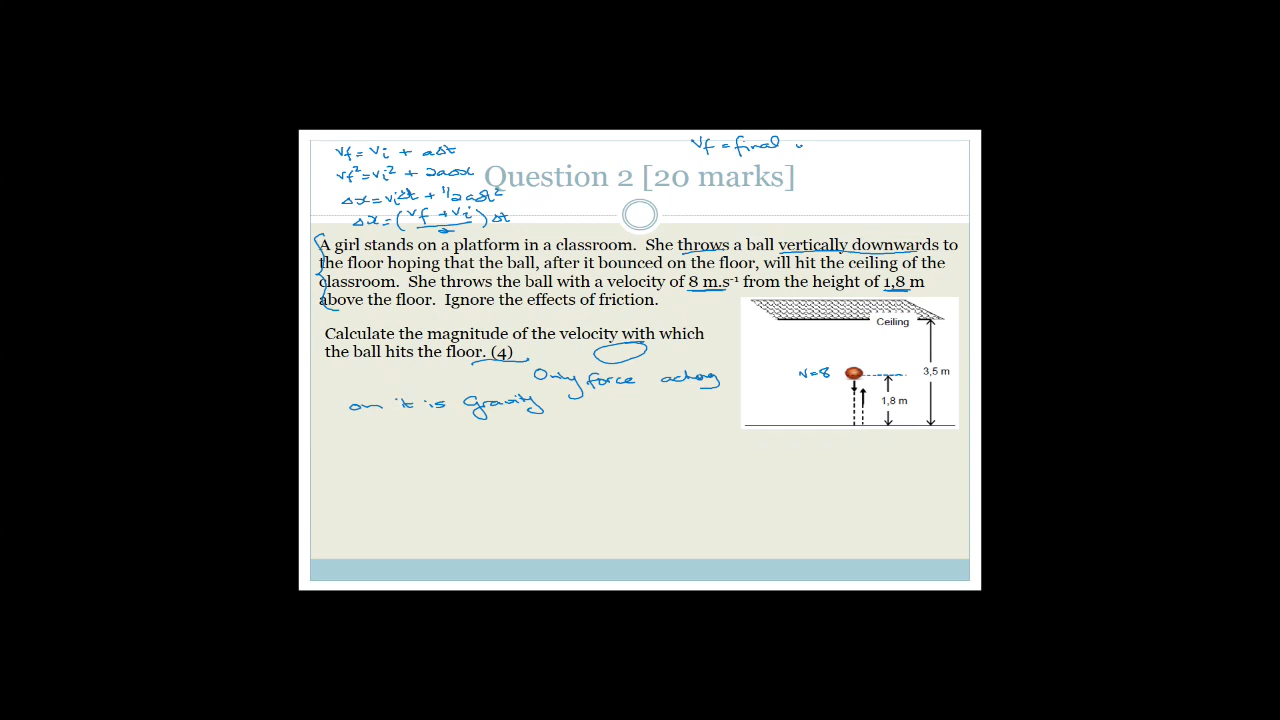 vf = vi + aΔt
vf = final v
vf² = vi² + 2aΔx
Question 2 [20 marks]
Δx = viΔt + 1/2 aΔt²
Δx = (vf + vi / 2) Δt
A girl stands on a platform in a classroom. She throws a ball vertically downwards to
the floor hoping that the ball, after it bounced on the floor, will hit the ceiling of the
classroom. She throws the ball with a velocity of 8 m.s⁻¹ from the height of 1,8 m
above the floor. Ignore the effects of friction.
Calculate the magnitude of the velocity with which
the ball hits the floor. (4)
Only force acting
on it is gravity
Ceiling
v=8
3,5 m
1,8 m